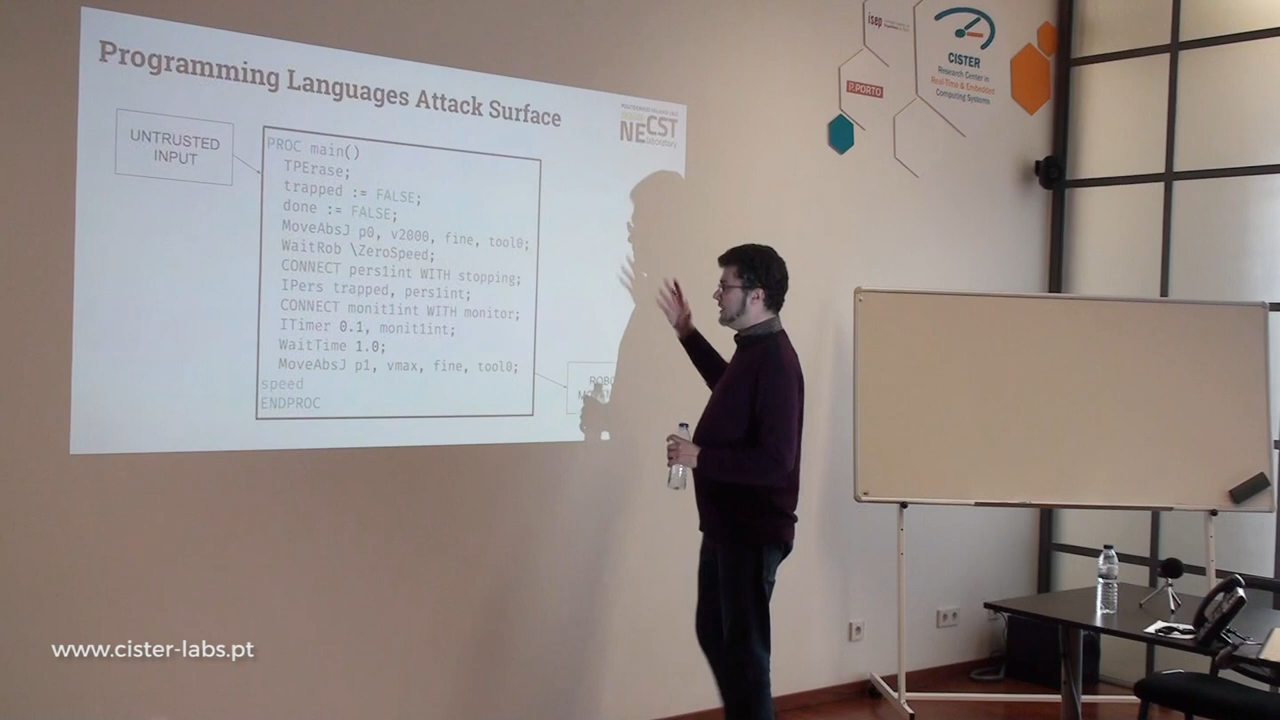 Programming Languages Attack Surface
NECST
laboratory
UNTRUSTED
INPUT
PROC main()
TPErase;
trapped := FALSE;
done := FALSE;
MoveAbsJ p0, v2000, fine, tool0;
WaitRob \ZeroSpeed;
CONNECT pers1int WITH stopping;
IPers trapped, pers1int;
CONNECT monit1int WITH monitor;
ITimer 0.1, monit1int;
WaitTime 1.0;
MoveAbsJ p1, vmax, fine, tool0;
speed
ENDPROC
isep
P.PORTO
CISTER
Research Center in
Real-Time & Embedded
Computing Systems
www.cister-labs.pt